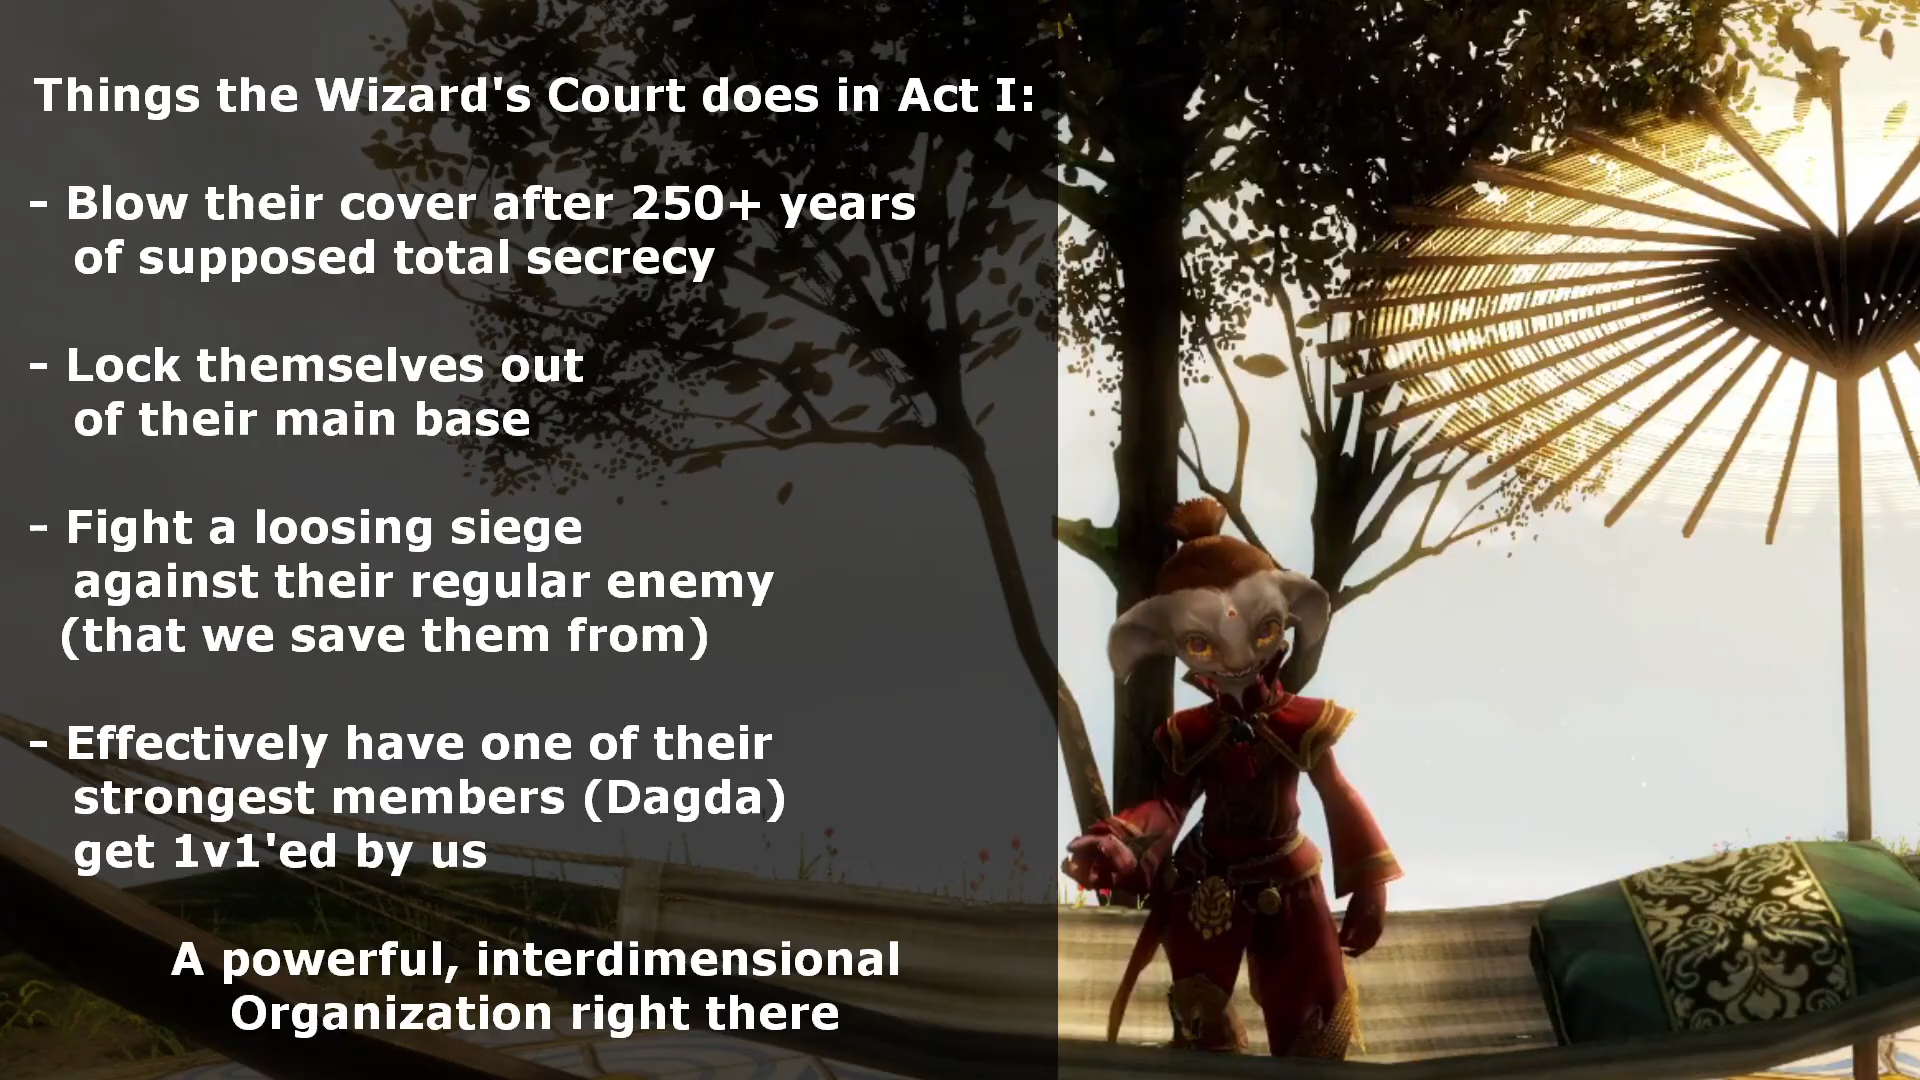 Things the Wizard's Court does in Act I:
- Blow their cover after 250+ years
of supposed total secrecy
- Lock themselves out
of their main base
- Fight a loosing siege
against their regular enemy
(that we save them from)
- Effectively have one of their
strongest members (Dagda)
get 1v1'ed by us
A powerful, interdimensional
Organization right there